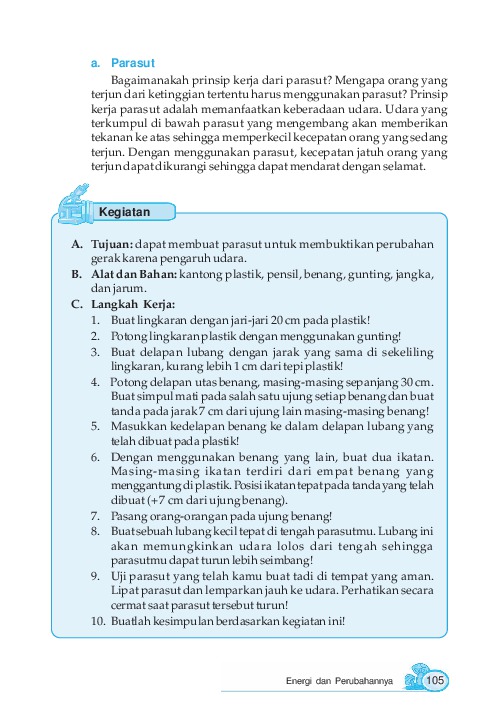 a. Parasut
Bagaimanakah prinsip kerja dari parasut? Mengapa orang yang
terjun dari ketinggian tertentu harus menggunakan parasut? Prinsip
kerja parasut adalah memanfaatkan keberadaan udara. Udara yang
terkumpul di bawah parasut yang mengembang akan memberikan
tekanan ke atas sehingga memperkecil kecepatan orang yang sedang
terjun. Dengan menggunakan parasut, kecepatan jatuh orang yang
terjun dapat dikurangi sehingga dapat mendarat dengan selamat.
Kegiatan
A. Tujuan: dapat membuat parasut untuk membuktikan perubahan
gerak karena pengaruh udara.
B. Alat dan Bahan: kantong plastik, pensil, benang, gunting, jangka,
dan jarum.
C. Langkah Kerja:
1. Buat lingkaran dengan jari-jari 20 cm pada plastik!
2. Potong lingkaran plastik dengan menggunakan gunting!
3. Buat delapan lubang dengan jarak yang sama di sekeliling
lingkaran, kurang lebih 1 cm dari tepi plastik!
4. Potong delapan utas benang, masing-masing sepanjang 30 cm.
Buat simpul mati pada salah satu ujung setiap benang dan buat
tanda pada jarak 7 cm dari ujung lain masing-masing benang!
5. Masukkan kedelapan benang ke dalam delapan lubang yang
telah dibuat pada plastik!
6. Dengan menggunakan benang yang lain, buat dua ikatan.
Masing-masing ikatan terdiri dari empat benang yang
menggantung di plastik. Posisi ikatan tepat pada tanda yang telah
dibuat (+7 cm dari ujung benang).
7. Pasang orang-orangan pada ujung benang!
8. Buat sebuah lubang kecil tepat di tengah parasutmu. Lubang ini
akan memungkinkan udara lolos dari tengah sehingga
parasutmu dapat turun lebih seimbang!
9. Uji parasut yang telah kamu buat tadi di tempat yang aman.
Lipat parasut dan lemparkan jauh ke udara. Perhatikan secara
cermat saat parasut tersebut turun!
10. Buatlah kesimpulan berdasarkan kegiatan ini!
Energi dan Perubahannya 105